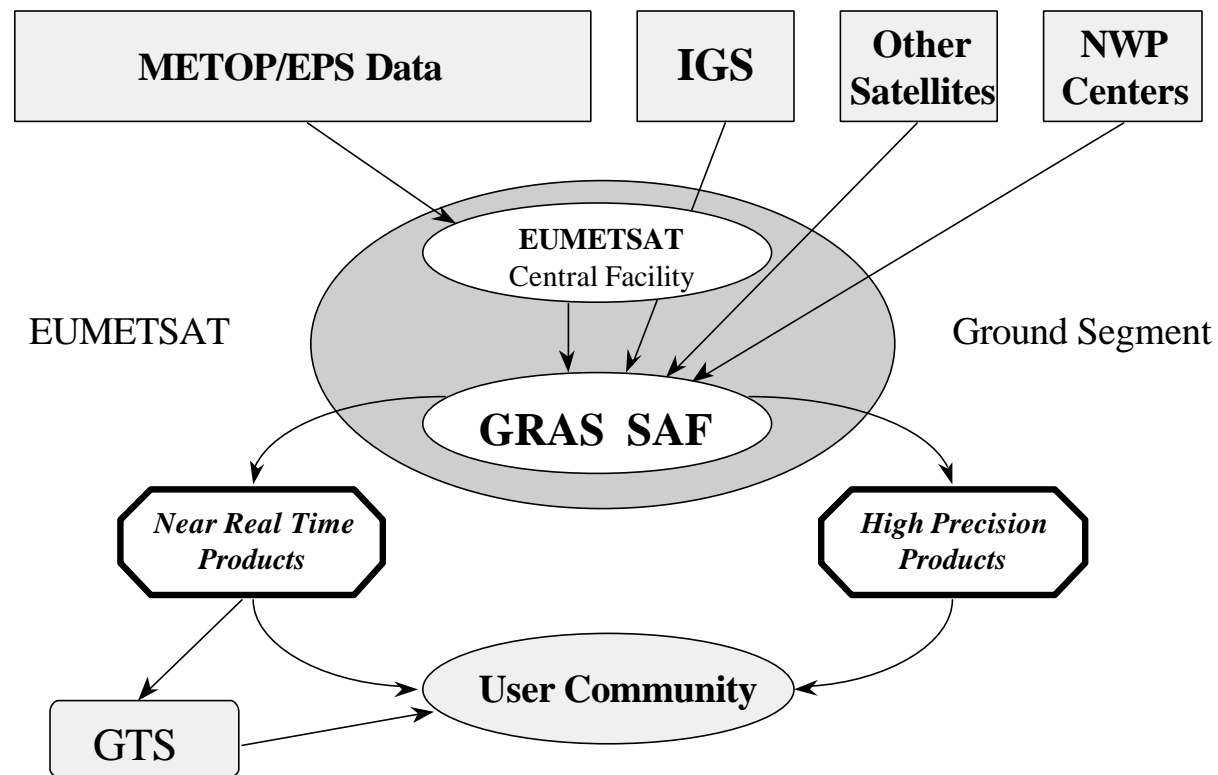 METOP/EPS Data
IGS
Other
Satellites
NWP
Centers
EUMETSAT
Central Facility
EUMETSAT
Ground Segment
GRAS SAF
Near Real Time
Products
High Precision
Products
User Community
GTS